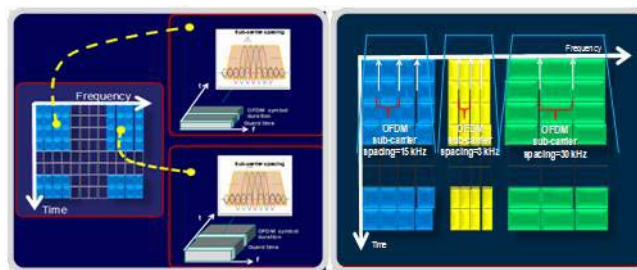 Frequency
Time
Sub-carrier spacing
t
OFDM symbol
duration
Guard time
f
Sub-carrier spacing
t
OFDM symbol
duration
Guard time
f
Frequency
OFDM
sub-carrier
spacing=15 kHz
OFDM
sub-carrier
spacing=3 kHz
OFDM
sub-carrier
spacing=30 kHz
Time